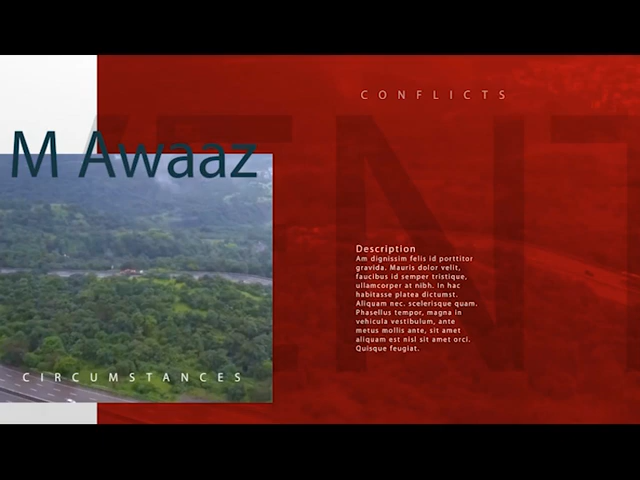 CONFLICTS
M Awaaz
Description
Am dignissim felis id porttitor
gravida. Mauris dolor velit,
faucibus id semper tristique,
ullamcorper at nibh. In hac
habitasse platea dictumst.
Aliquam nec. scelerisque quam.
Phasellus tempor, magna in
vehicula vestibulum, ante
metus mollis ante, sit amet
aliquam est nisl sit amet orci.
Quisque feugiat.
CIRCUMSTANCES